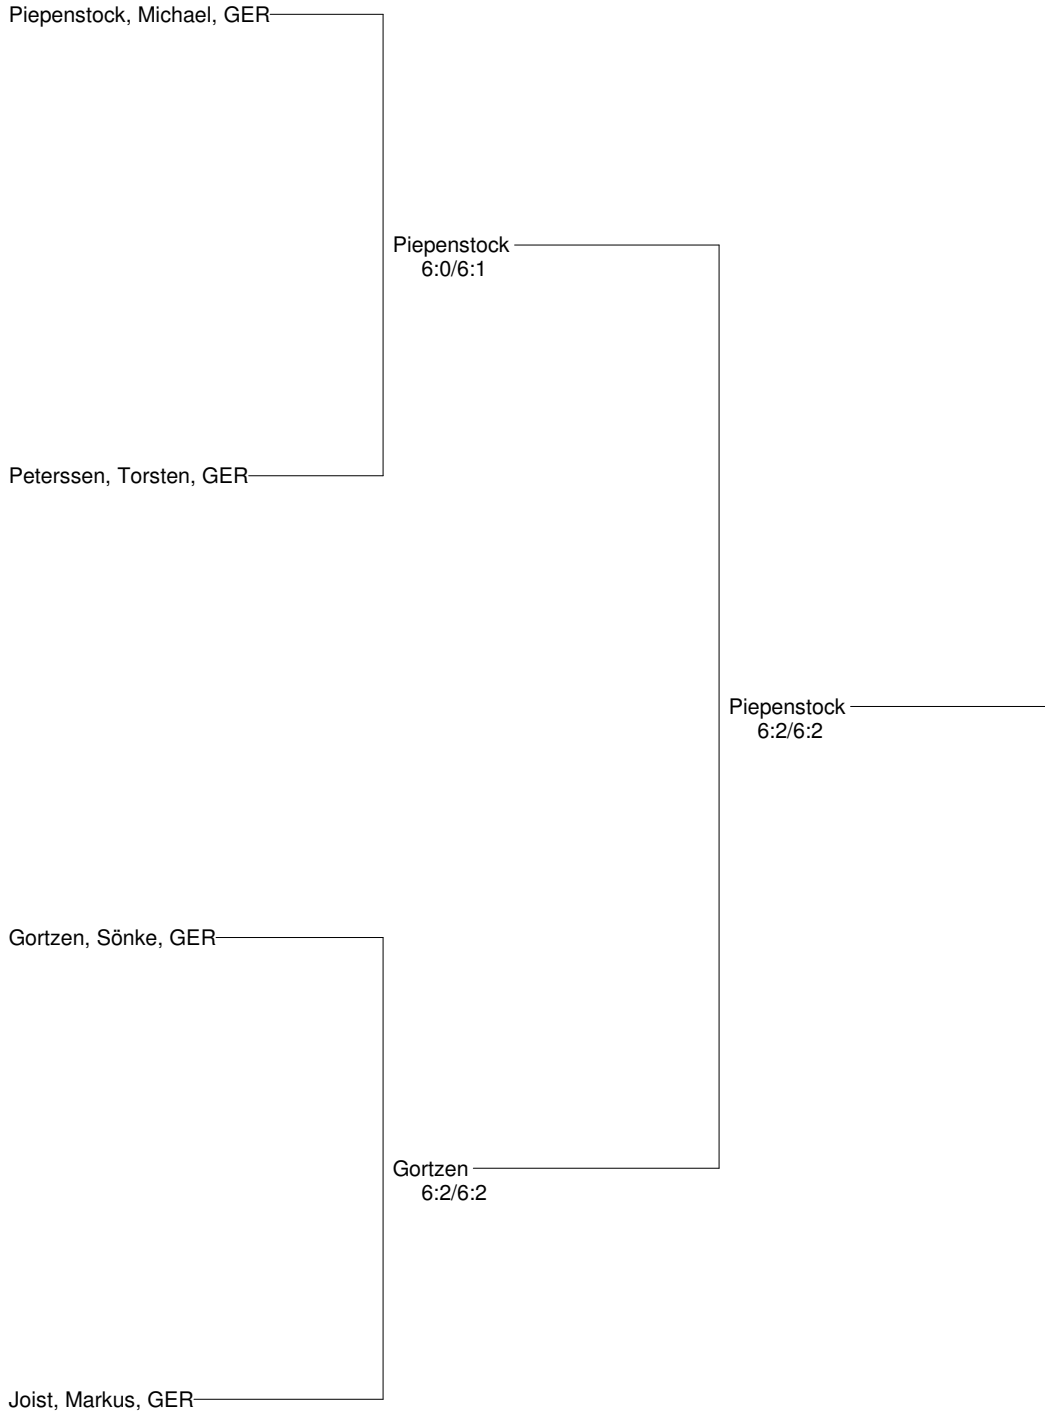 Piepenstock, Michael, GER
Piepenstock
6:0/6:1
Peterssen, Torsten, GER
Piepenstock
6:2/6:2
Gortzen, Sönke, GER
Gortzen
6:2/6:2
Joist, Markus, GER